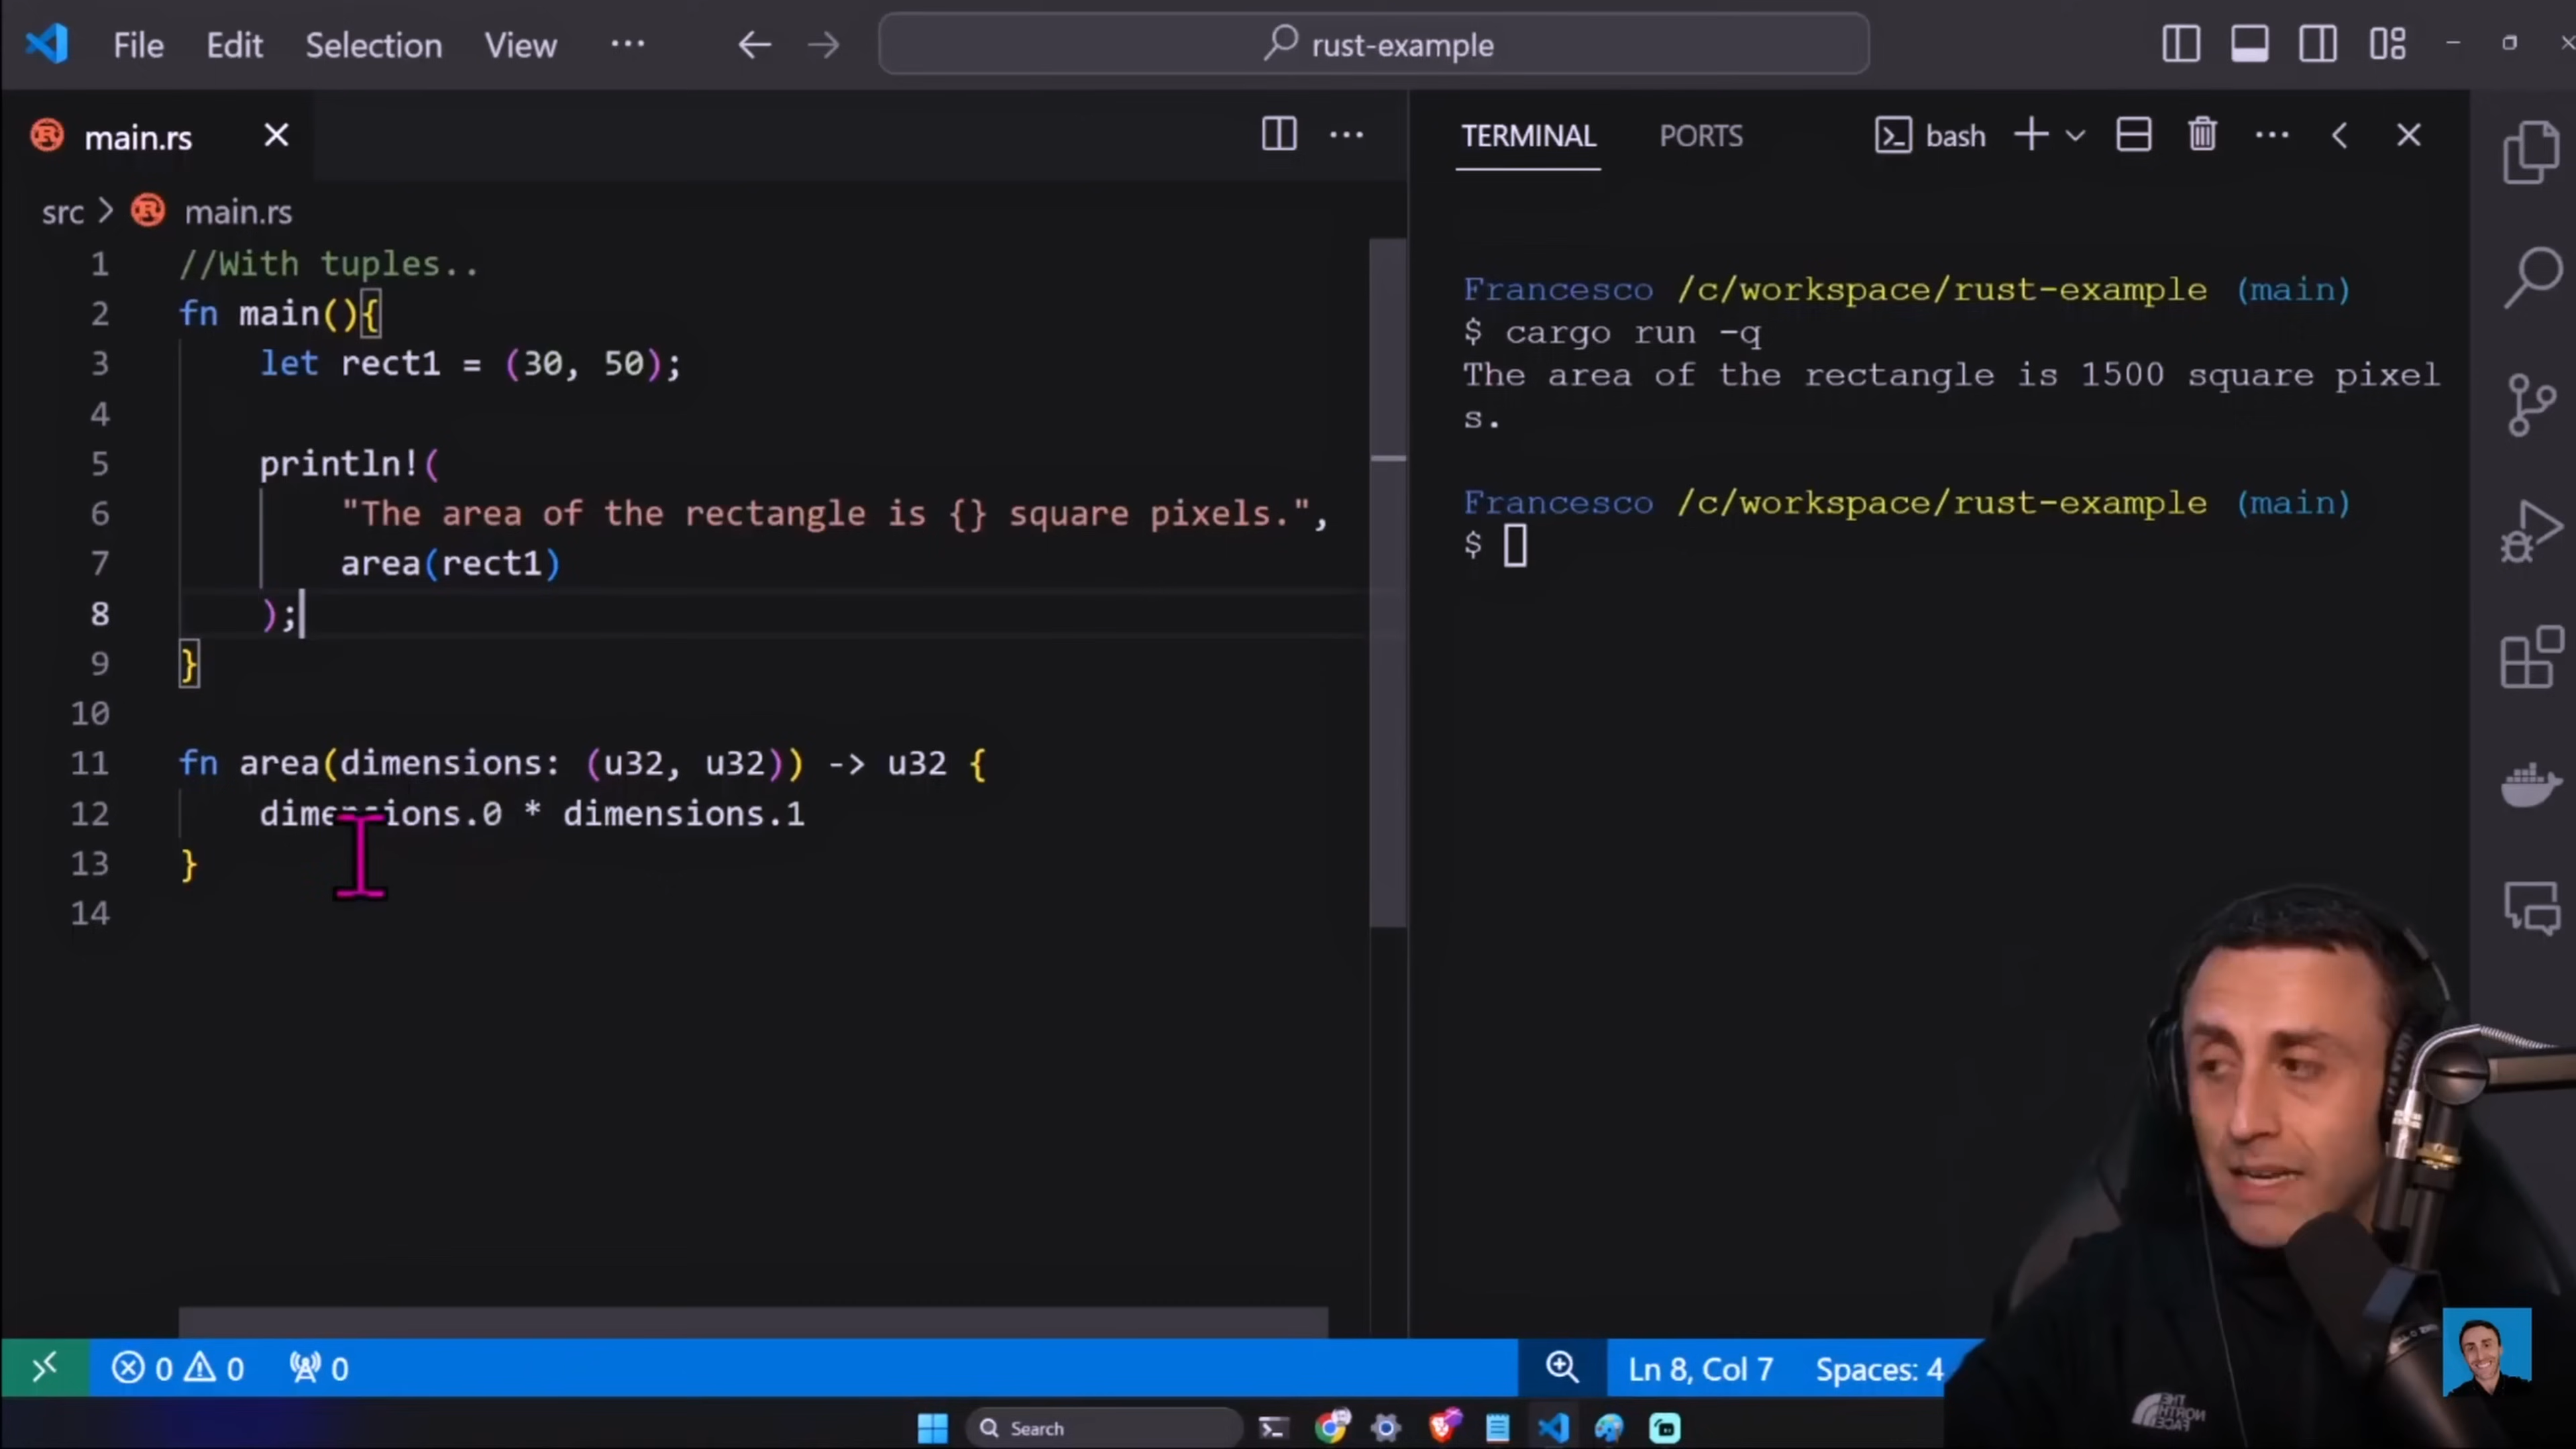 File Edit Selection View ··· rust-example
main.rs
TERMINAL PORTS bash
src > main.rs
1 //With tuples..
2 fn main(){
3 let rect1 = (30, 50);
4
5 println!(
6 "The area of the rectangle is {} square pixels.",
7 area(rect1)
8 );
9 }
10
11 fn area(dimensions: (u32, u32)) -> u32 {
12 dimensions.0 * dimensions.1
13 }
14
Francesco /c/workspace/rust-example (main)
$ cargo run -q
The area of the rectangle is 1500 square pixel
s.
Francesco /c/workspace/rust-example (main)
$
0 0 0 Ln 8, Col 7 Spaces: 4
Search
THE NORTH FACE